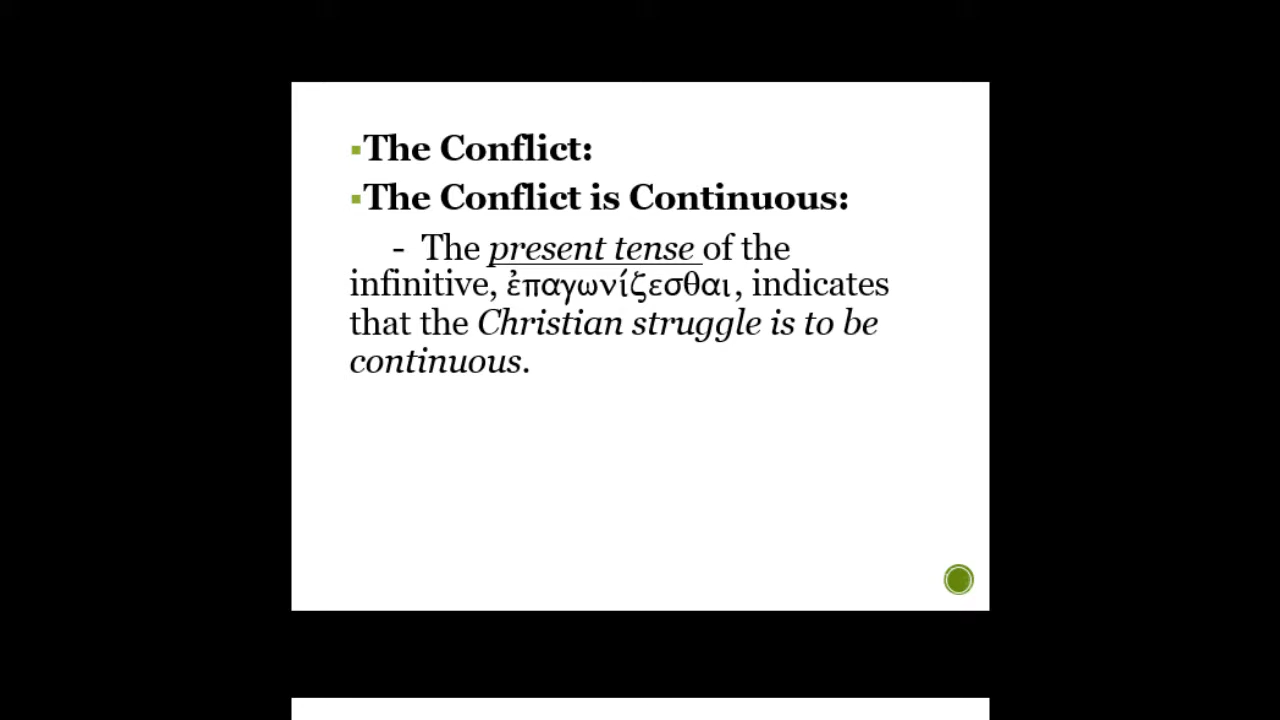 ▪The Conflict:
▪The Conflict is Continuous:
- The present tense of the
infinitive, ἐπαγωνίζεσθαι, indicates
that the Christian struggle is to be
continuous.